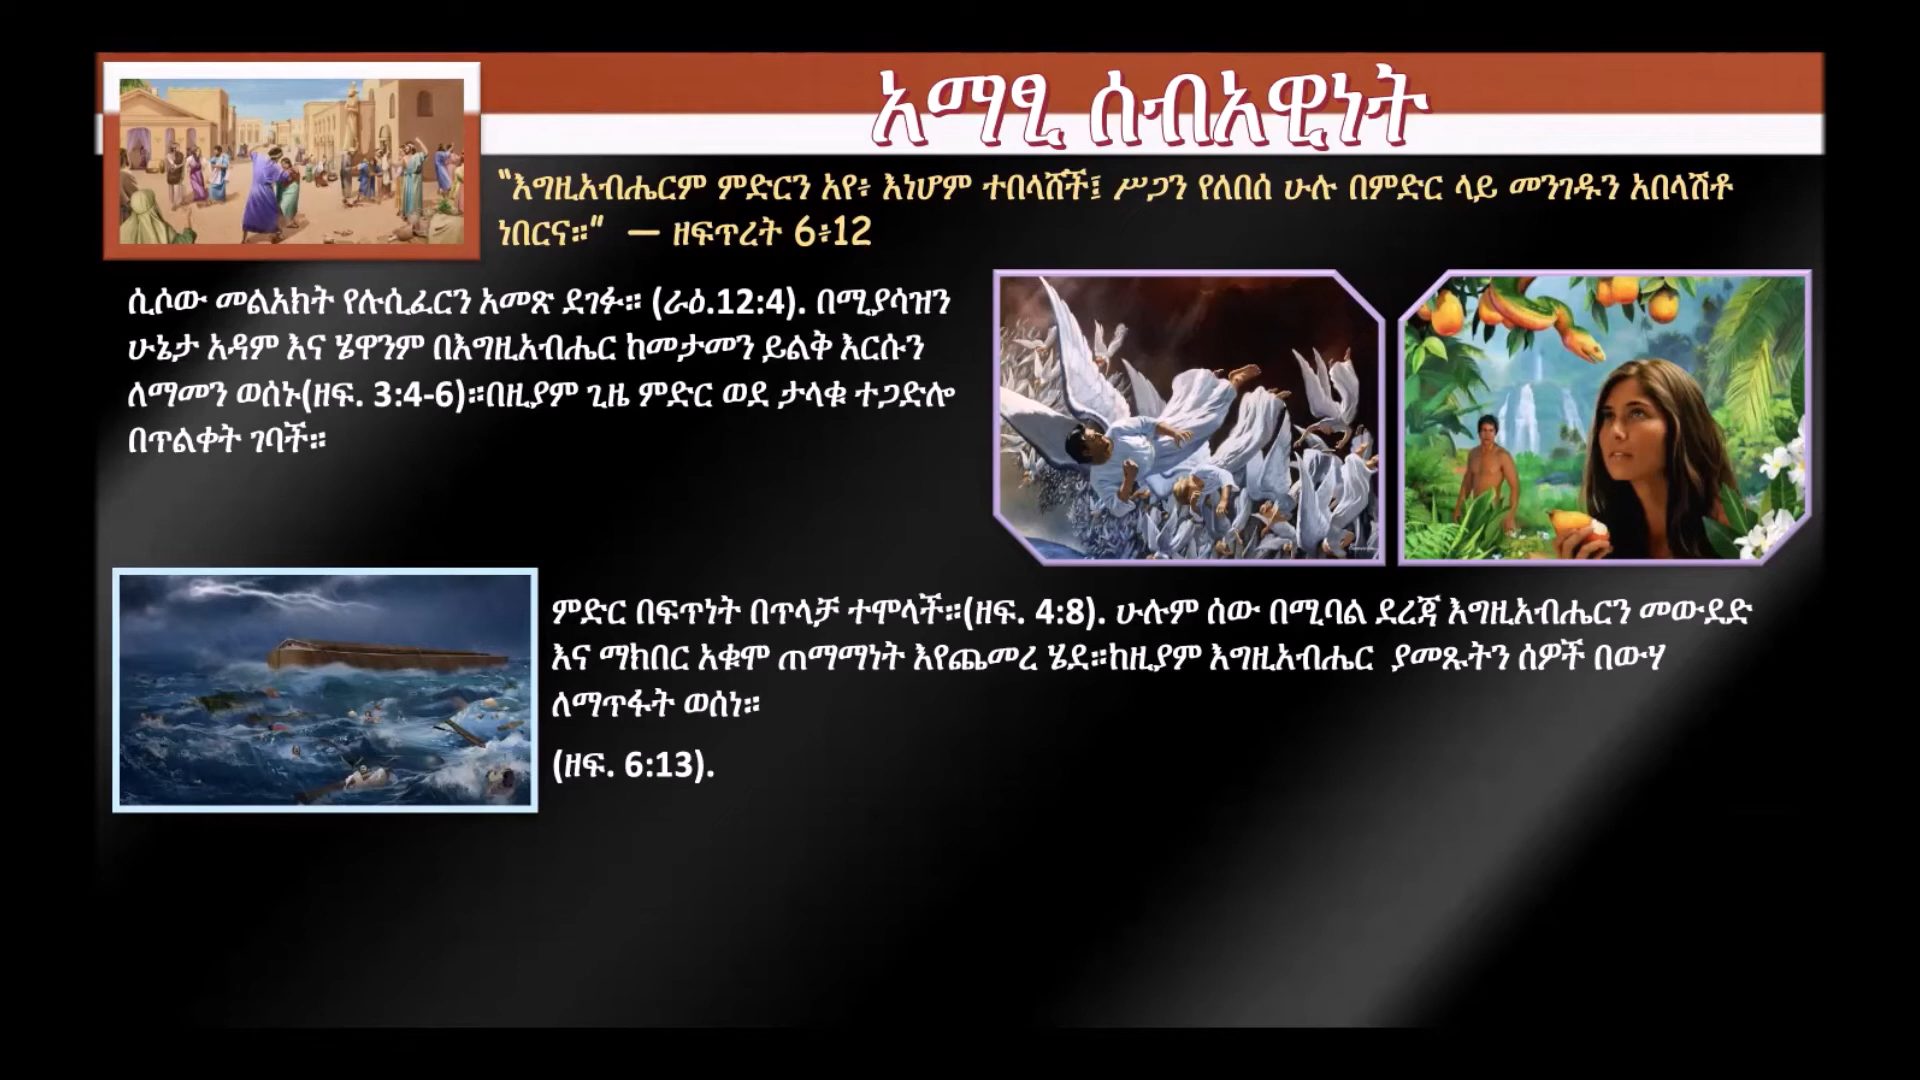 አማፂ ሰብአዊነት
“እግዚአብሔርም ምድርን አየ፥ እነሆም ተበላሸች፤ ሥጋን የለበሰ ሁሉ በምድር ላይ መንገዱን አበላሽቶ
ነበርና።” — ዘፍጥረት 6፥12
ሲሶው መልአክት የሉሲፈርን አመጽ ደገፉ። (ራዕ.12:4). በሚያሳዝን
ሁኔታ አዳም እና ሄዋንም በእግዚአብሔር ከመታመን ይልቅ እርሱን
ለማመን ወሰኑ(ዘፍ. 3:4-6)።በዚያም ጊዜ ምድር ወደ ታላቁ ተጋድሎ
በጥልቀት ገባች።
ምድር በፍጥነት በጥላቻ ተሞላች።(ዘፍ. 4:8). ሁሉም ሰው በሚባል ደረጃ እግዚአብሔርን መውደድ
እና ማክበር አቁሞ ጠማማነት እየጨመረ ሄደ።ከዚያም እግዚአብሔር ያመጹትን ሰዎች በውሃ
ለማጥፋት ወሰነ።
(ዘፍ. 6:13).